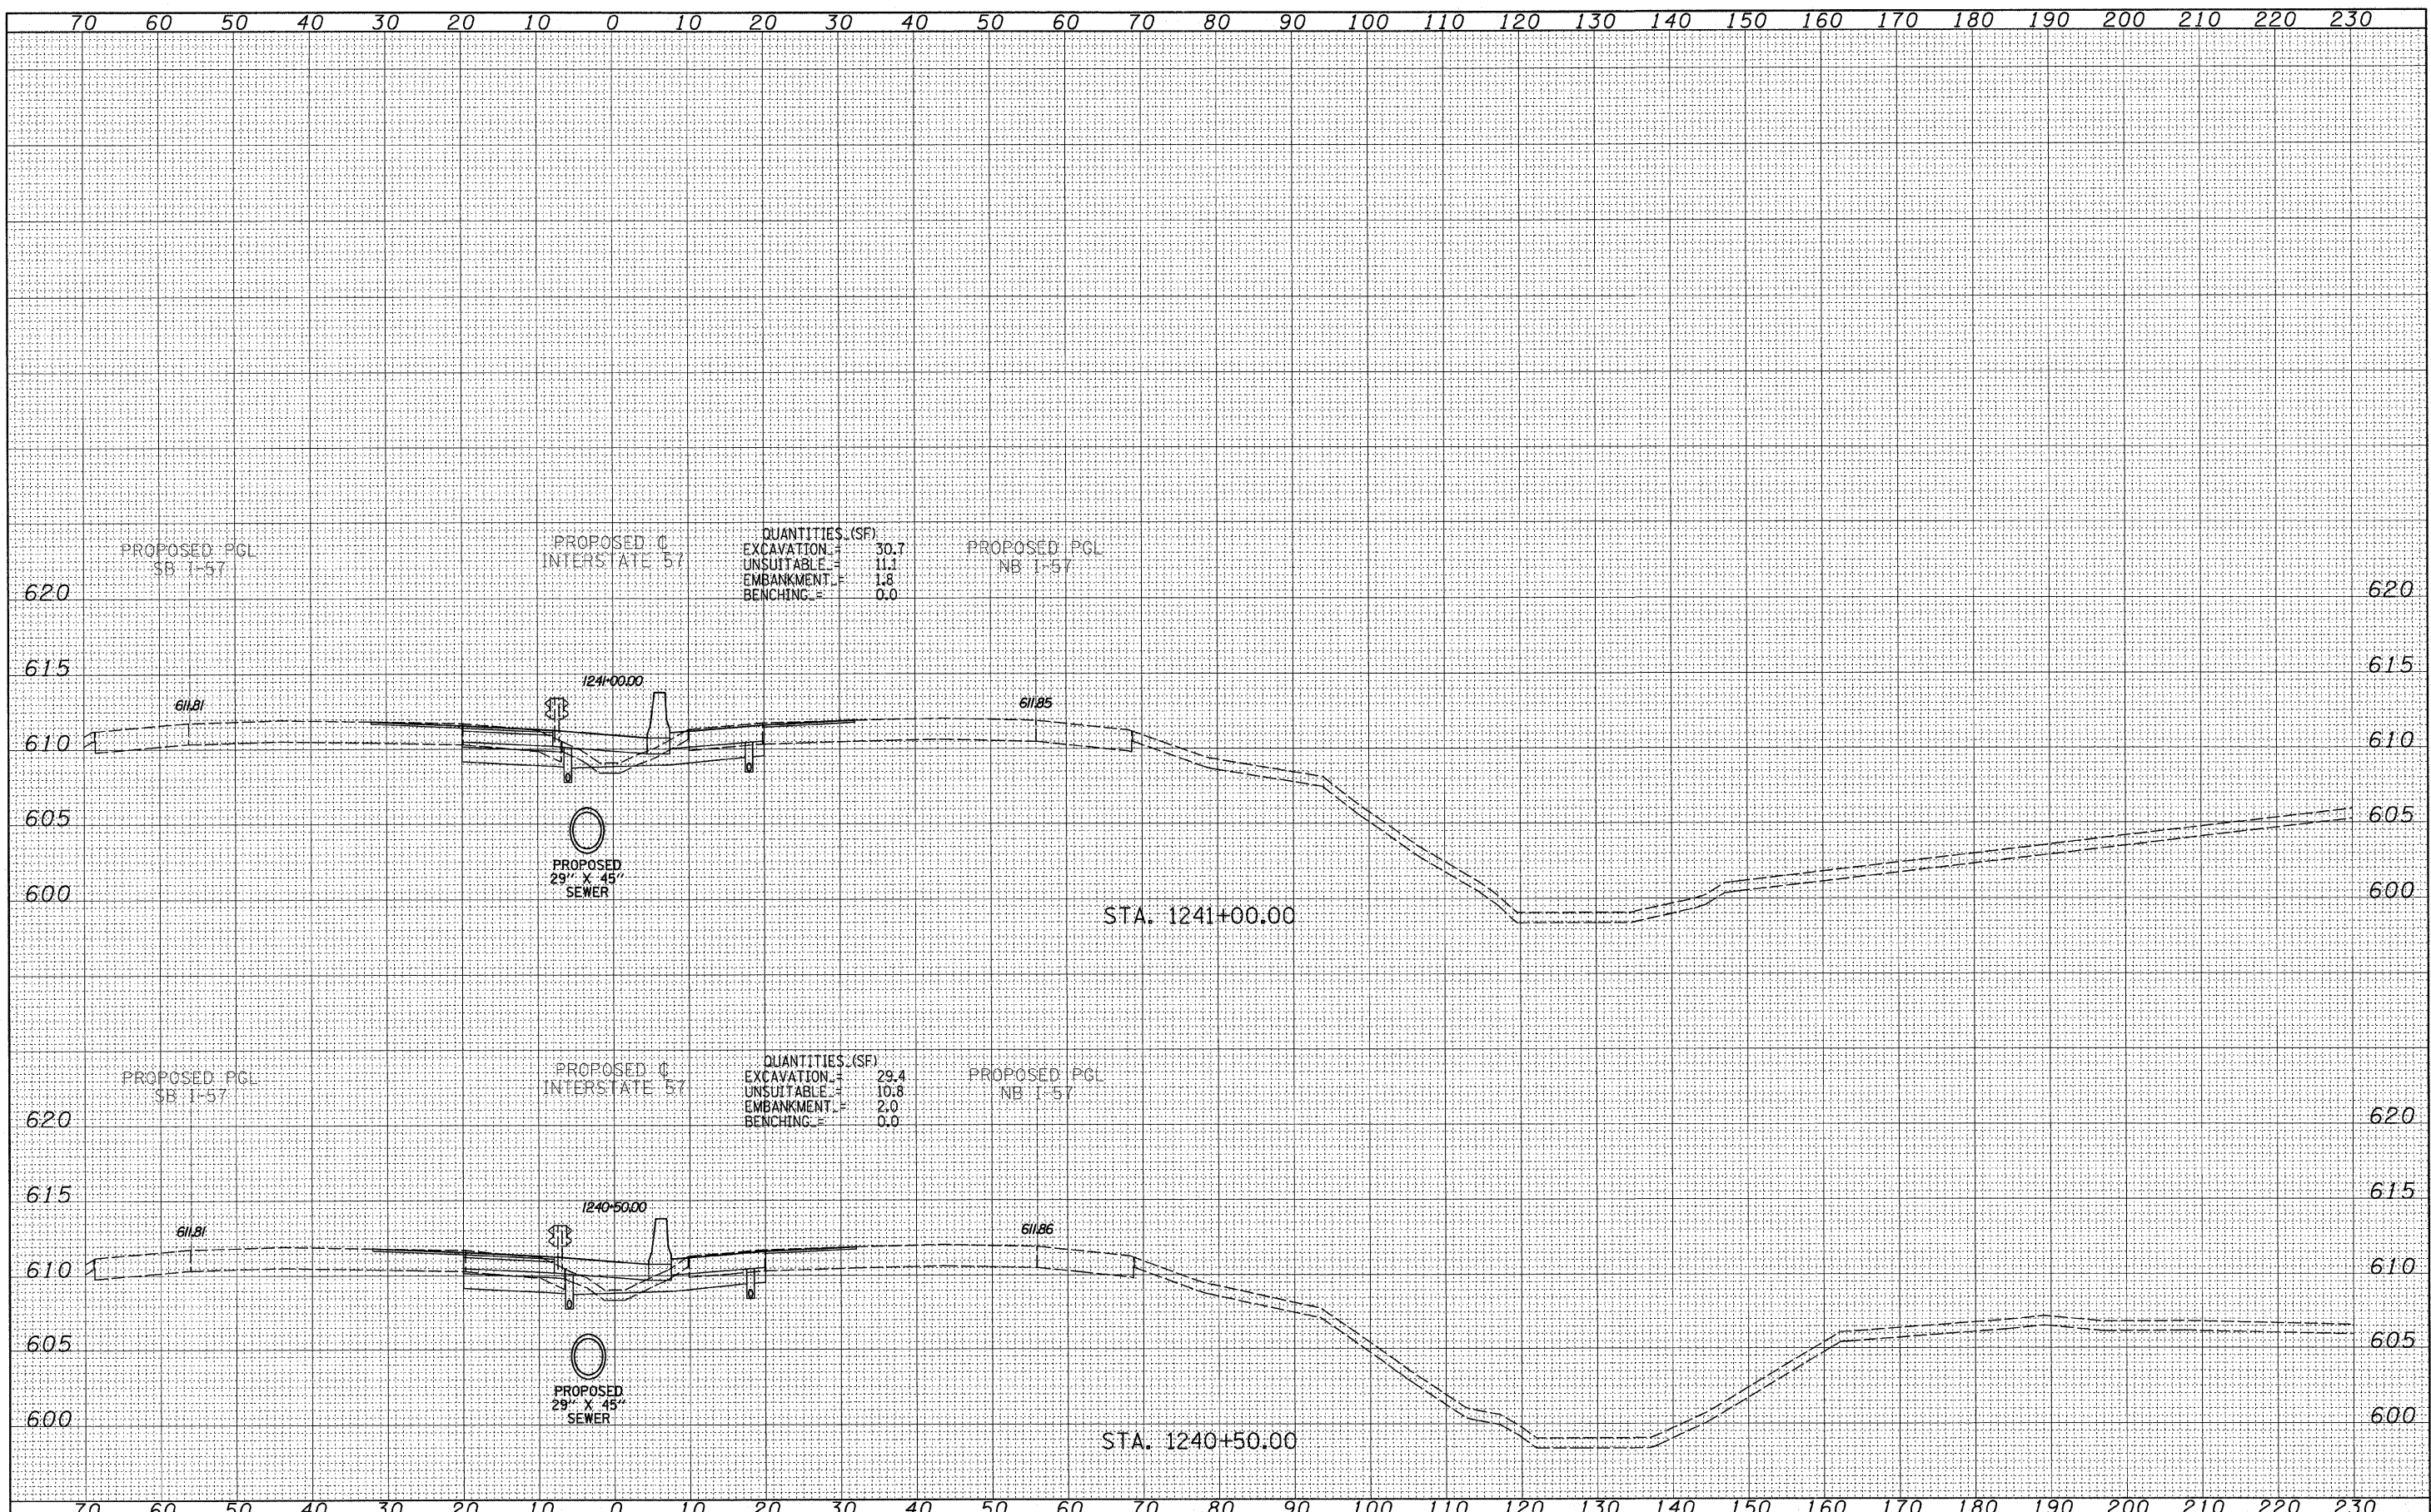 70 60 50 40 30 20 10 0 10 20 30 40 50 60 70 80 90 100 110 120 130 140 150 160 170 180 190 200 210 220 230
PROPOSED PGL
SB I-57
PROPOSED ℄
INTERSTATE 57
QUANTITIES (SF)
EXCAVATION = 30.7
UNSUITABLE = 11.1
EMBANKMENT = 1.8
BENCHING = 0.0
PROPOSED PGL
NB I-57
620 620
615 615
1241+00.00
611.81 611.85
610 610
605 605
PROPOSED
29" X 45"
SEWER
600 600
STA. 1241+00.00
PROPOSED PGL
SB I-57
PROPOSED ℄
INTERSTATE 57
QUANTITIES (SF)
EXCAVATION = 29.4
UNSUITABLE = 10.8
EMBANKMENT = 2.0
BENCHING = 0.0
PROPOSED PGL
NB I-57
620 620
615 615
1240+50.00
611.81 611.86
610 610
605 605
PROPOSED
29" X 45"
SEWER
600 600
STA. 1240+50.00
70 60 50 40 30 20 10 0 10 20 30 40 50 60 70 80 90 100 110 120 130 140 150 160 170 180 190 200 210 220 230